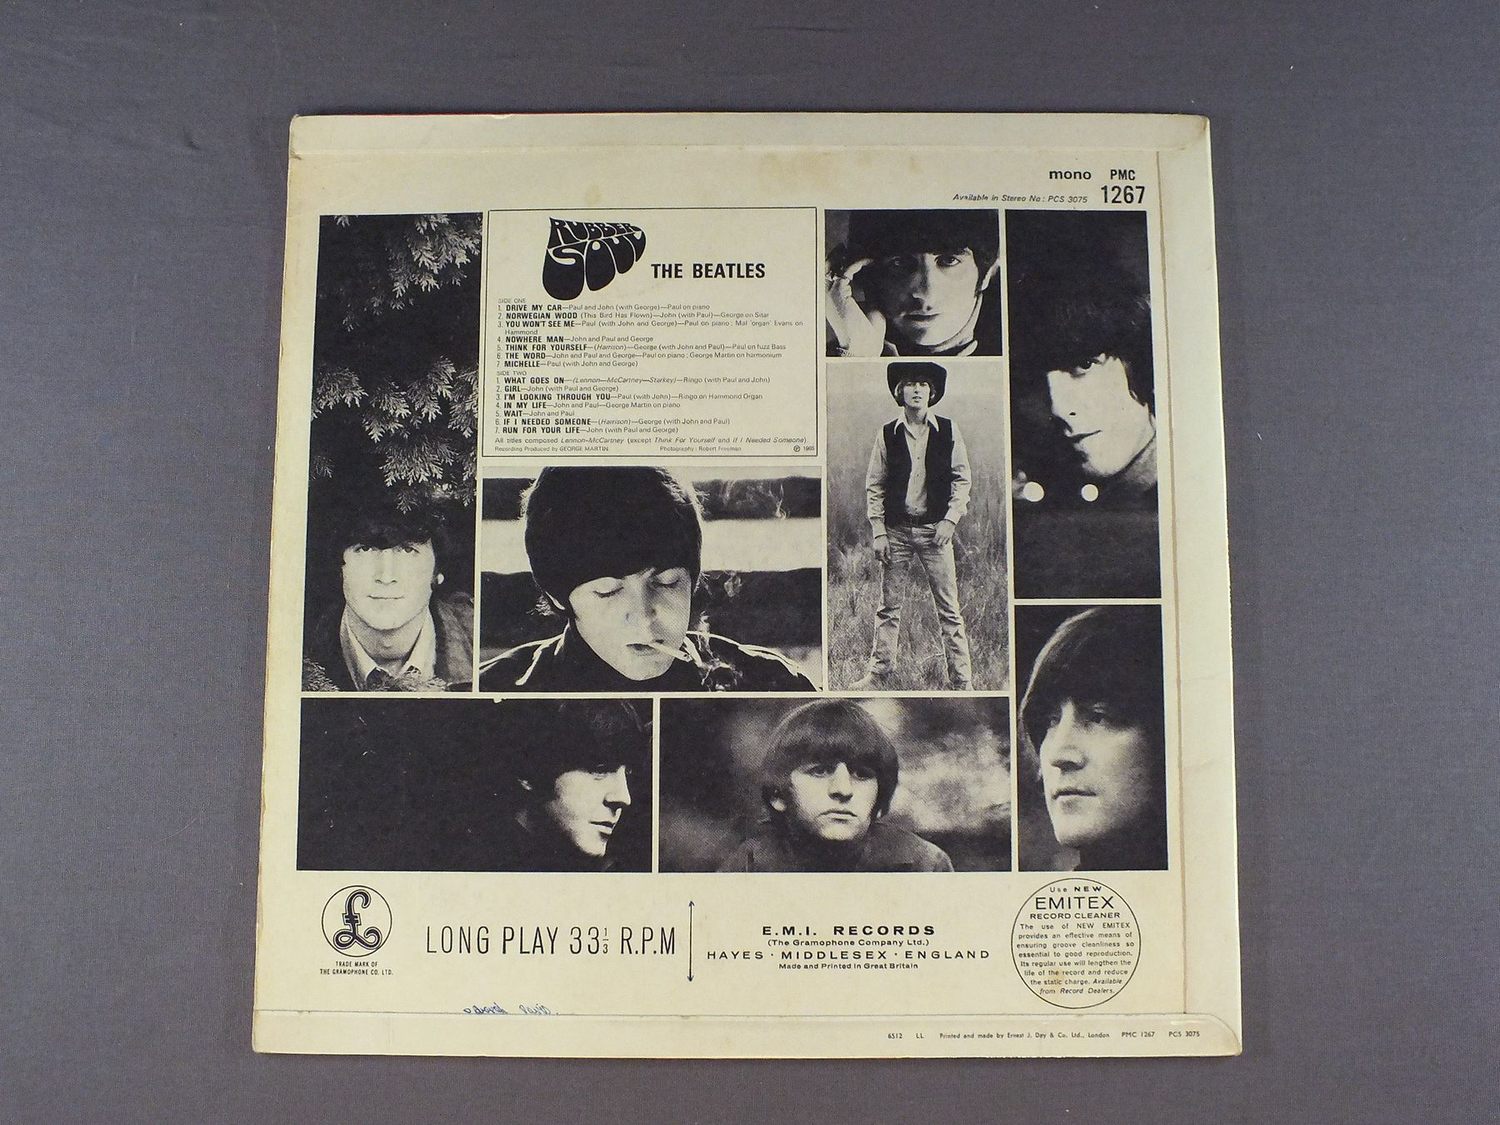 mono PMC
Available in Stereo No: PCS 3075 1267
RUBBER
SOUL
THE BEATLES
SIDE ONE
1. DRIVE MY CAR—Paul and John (with George)—Paul on piano
2. NORWEGIAN WOOD (This Bird Has Flown)—John (with Paul)—George on Sitar
3. YOU WON'T SEE ME—Paul (with John and George)—Paul on piano: Mal 'organ' Evans on
Hammond
4. NOWHERE MAN—John and Paul and George
5. THINK FOR YOURSELF—(Harrison)—George (with John and Paul)—Paul on fuzz Bass
6. THE WORD—John and Paul and George—Paul on piano: George Martin on harmonium
7. MICHELLE—Paul (with John and George)
SIDE TWO
1. WHAT GOES ON—(Lennon—McCartney—Starkey)—Ringo (with Paul and John)
2. GIRL—John (with Paul and George)
3. I'M LOOKING THROUGH YOU—Paul (with John)—Ringo on Hammond Organ
4. IN MY LIFE—John and Paul—George Martin on piano
5. WAIT—John and Paul
6. IF I NEEDED SOMEONE—(Harrison)—George (with John and Paul)
7. RUN FOR YOUR LIFE—John (with Paul and George)
All titles composed Lennon-McCartney (except Think For Yourself and If I Needed Someone).
Recording Produced by GEORGE MARTIN Photography: Robert Freeman ℗ 1965
TRADE MARK OF
THE GRAMOPHONE CO. LTD.
LONG PLAY 33⅓ R.P.M
E.M.I. RECORDS
(The Gramophone Company Ltd.)
HAYES · MIDDLESEX · ENGLAND
Made and Printed in Great Britain
Use NEW
EMITEX
RECORD CLEANER
The use of NEW EMITEX
provides an effective means of
ensuring groove cleanliness so
essential to good reproduction.
Its regular use will lengthen the
life of the record and reduce
the static charge. Available
from Record Dealers.
6512 LL Printed and made by Ernest J. Day & Co. Ltd., London PMC 1267 PCS 3075